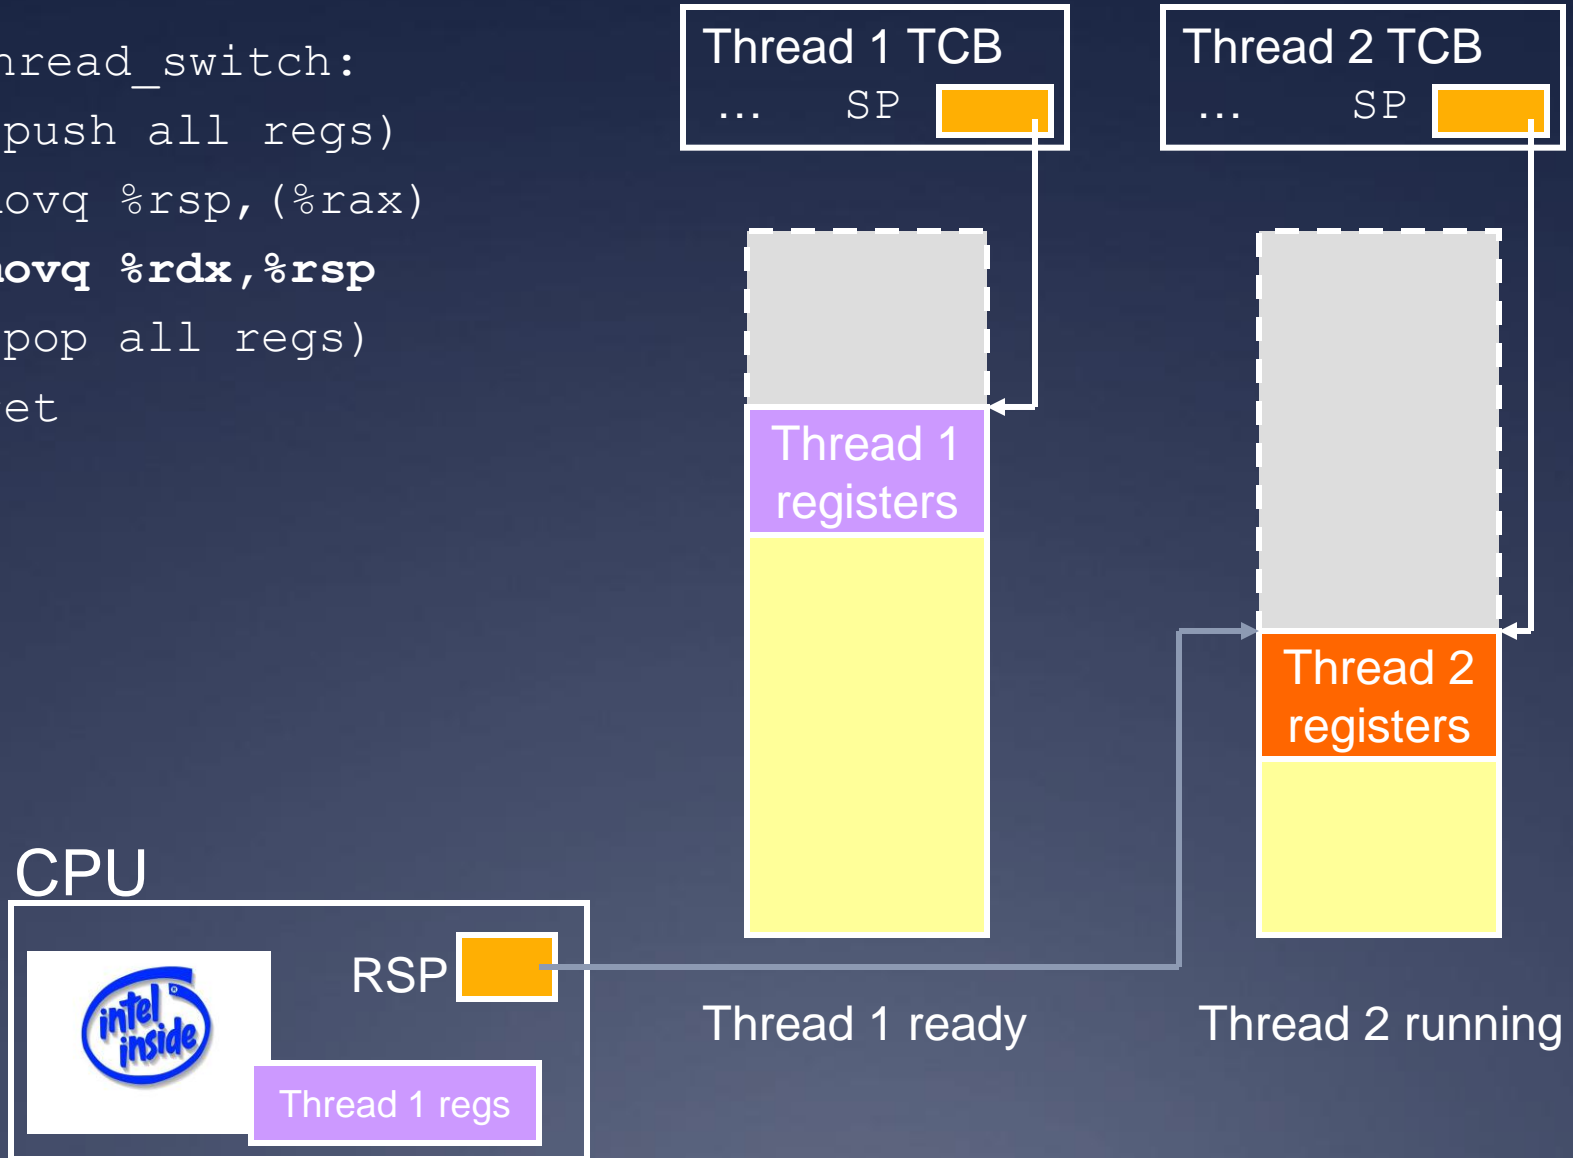 hread_switch:
push all regs)
ovq %rsp,(%rax)
ovq %rdx,%rsp
pop all regs)
et
Thread 1 TCB
... SP
Thread 2 TCB
... SP
Thread 1
registers
Thread 2
registers
CPU
RSP
intel®
inside
Thread 1 regs
Thread 1 ready
Thread 2 running